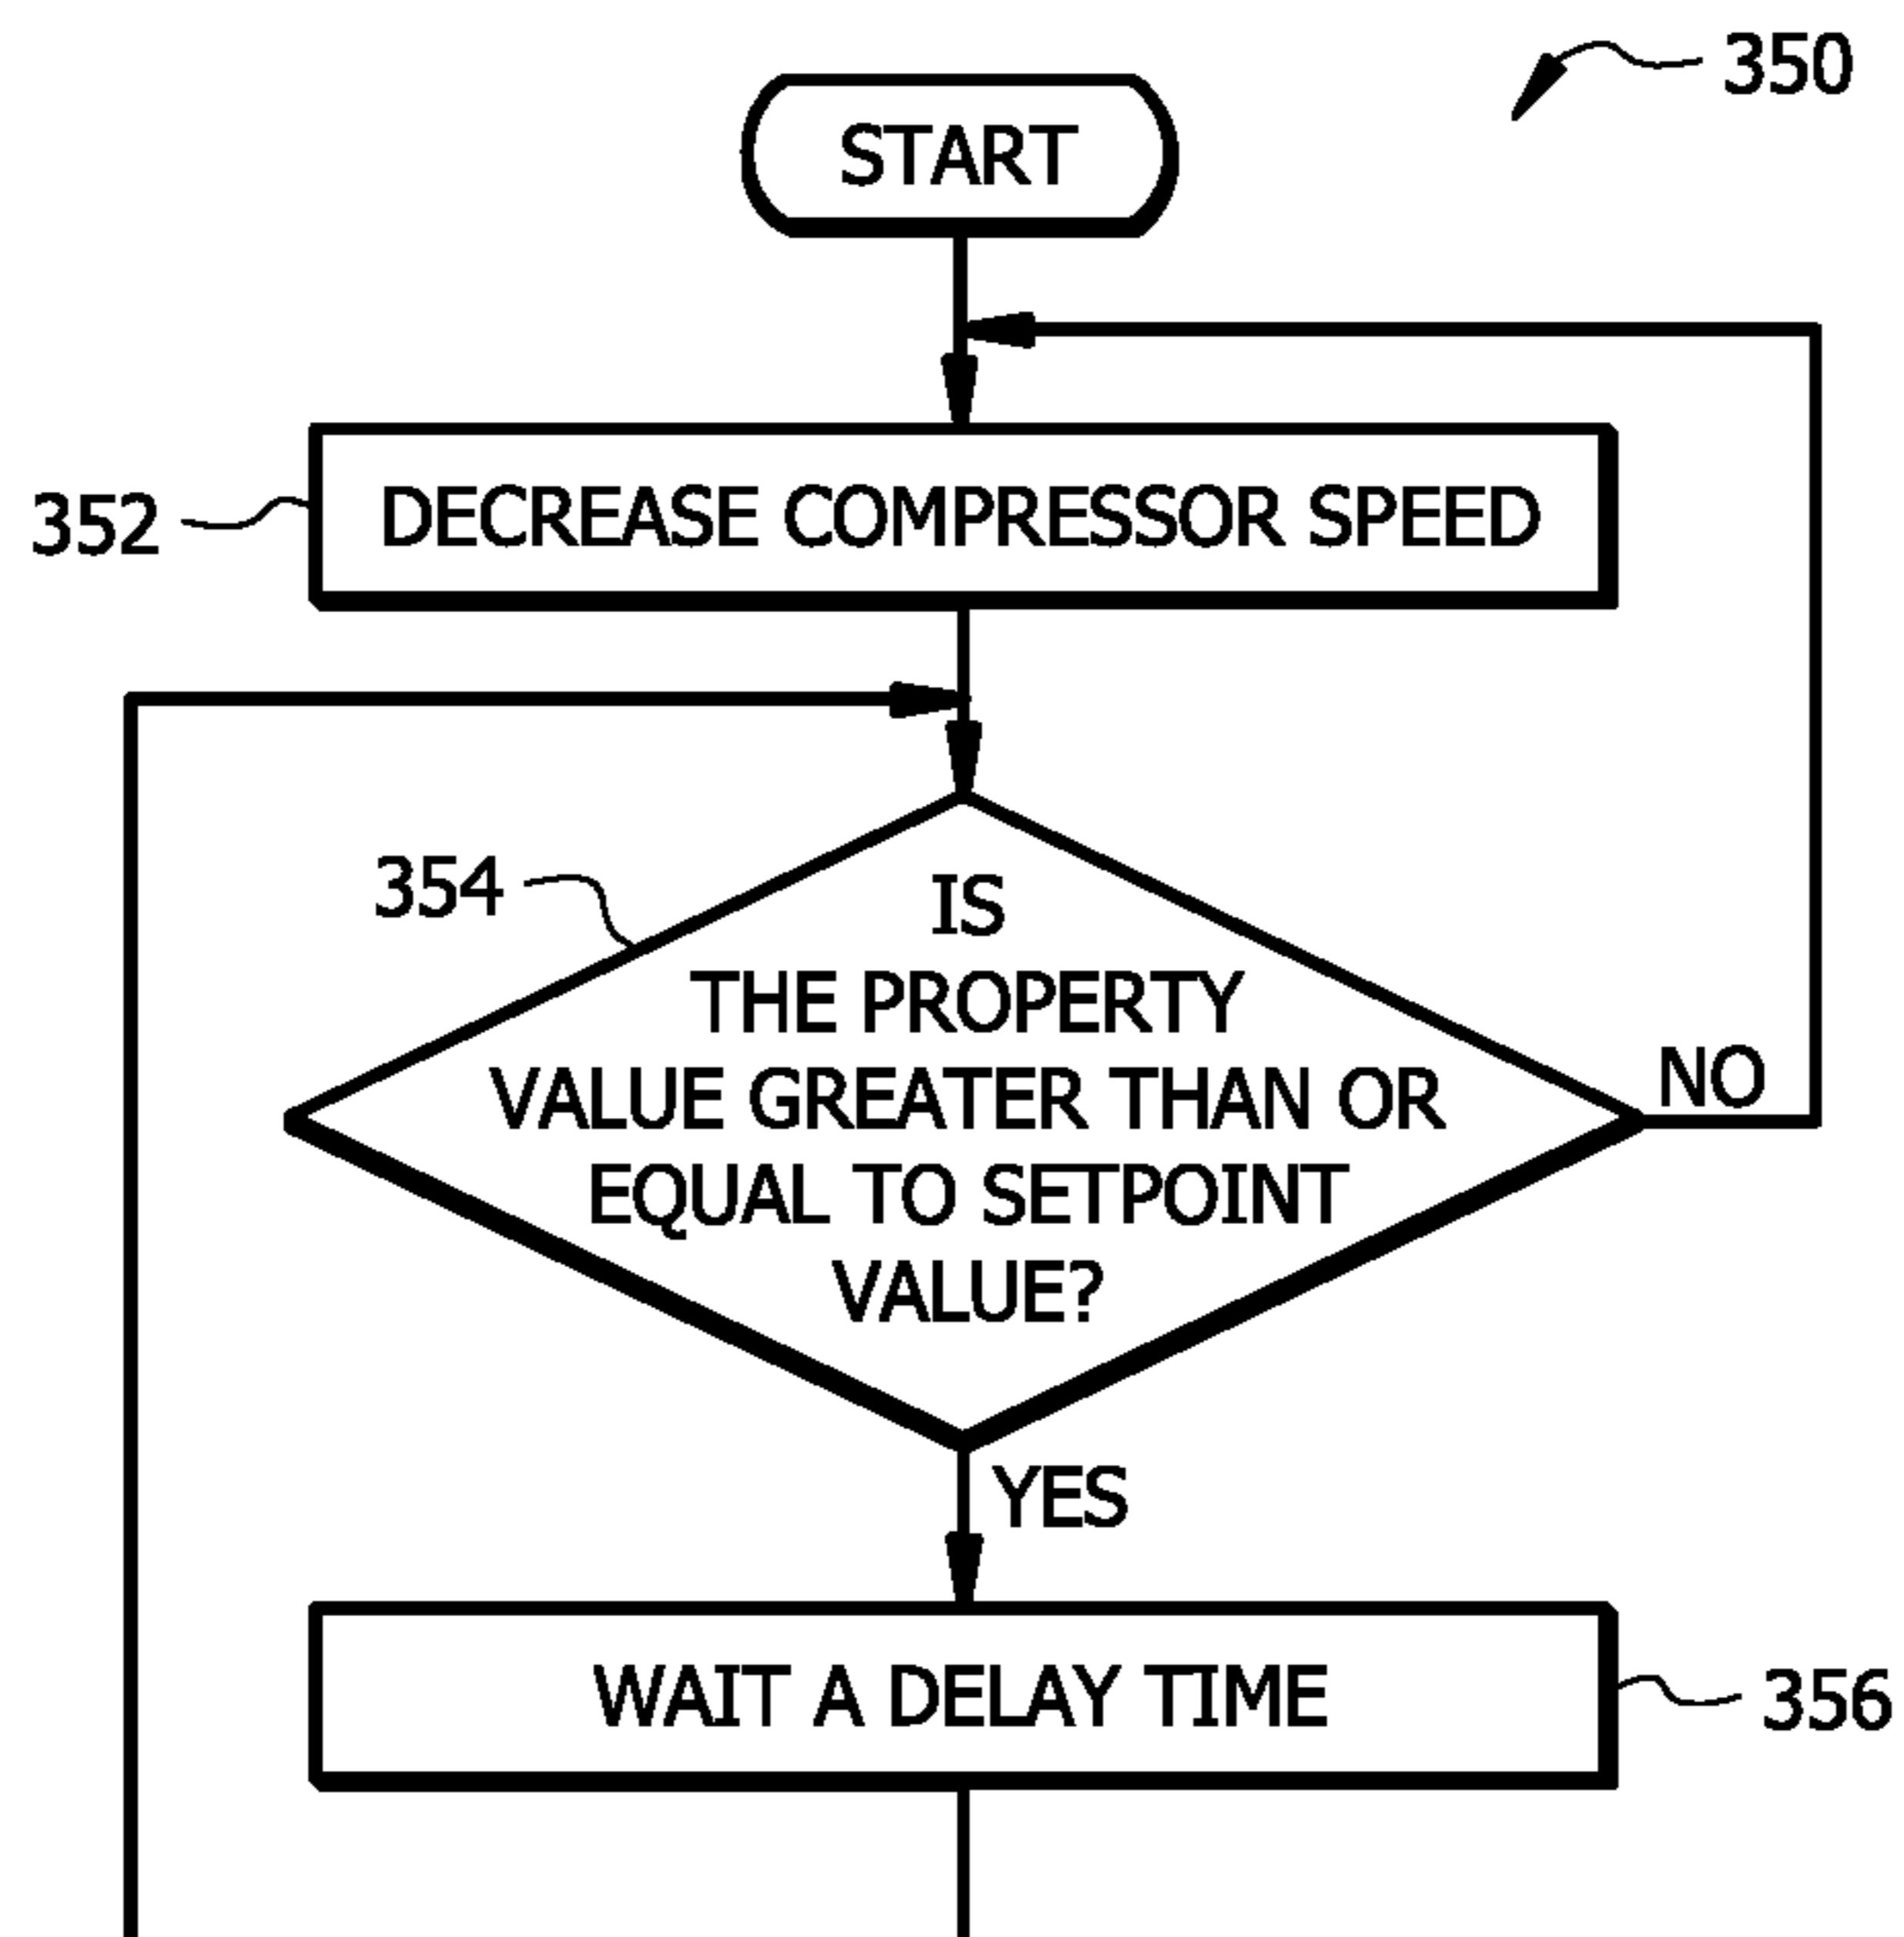 350
START
352
DECREASE COMPRESSOR SPEED
354
IS
THE PROPERTY
VALUE GREATER THAN OR
EQUAL TO SETPOINT
VALUE?
NO
YES
WAIT A DELAY TIME
356